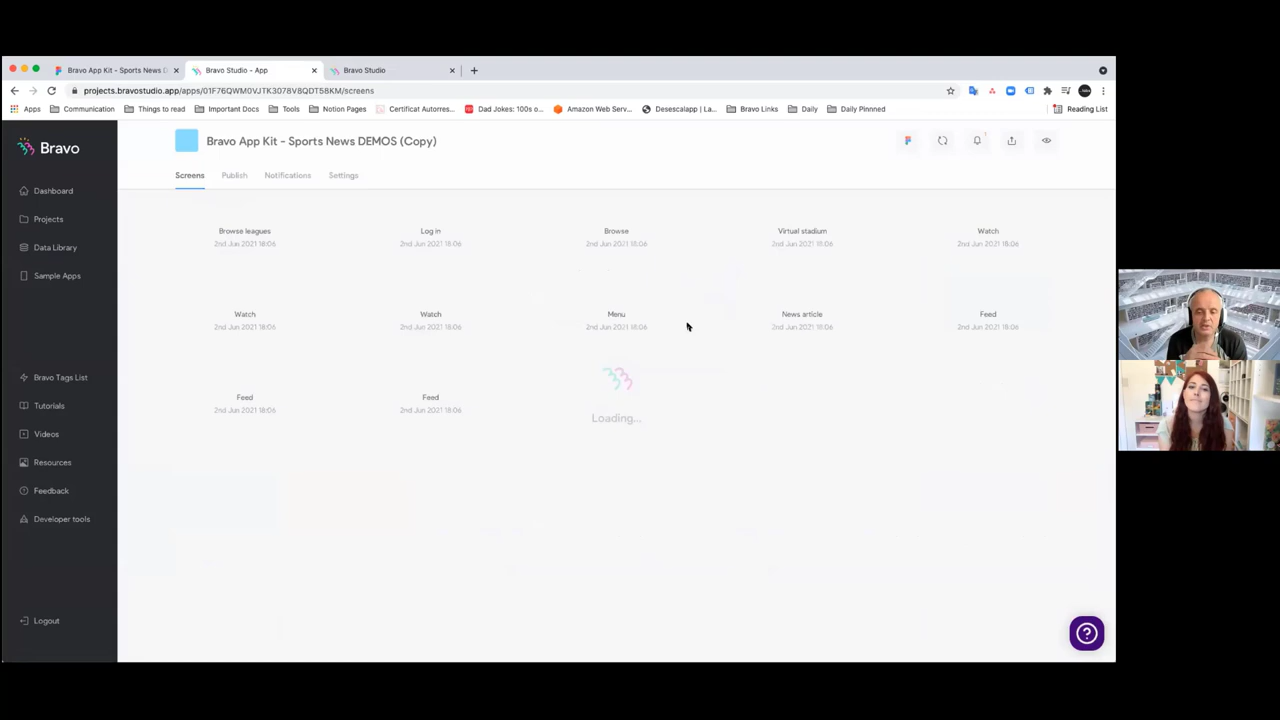 Bravo App Kit - Sports News D
Bravo Studio - App
Bravo Studio
projects.bravostudio.app/apps/01F76QWM0VJTK3078V8QDT58KM/screens
Apps
Communication
Things to read
Important Docs
Tools
Notion Pages
Certificat Autorres...
Dad Jokes: 100s o...
Amazon Web Serv...
Desescalapp | La...
Bravo Links
Daily
Daily Pinnned
Reading List
Bravo
Bravo App Kit - Sports News DEMOS (Copy)
1
Screens
Publish
Notifications
Settings
Dashboard
Projects
Data Library
Sample Apps
Bravo Tags List
Tutorials
Videos
Resources
Feedback
Developer tools
Logout
Browse leagues
2nd Jun 2021 18:06
Log in
2nd Jun 2021 18:06
Browse
2nd Jun 2021 18:06
Virtual stadium
2nd Jun 2021 18:06
Watch
2nd Jun 2021 18:06
Watch
2nd Jun 2021 18:06
Watch
2nd Jun 2021 18:06
Menu
2nd Jun 2021 18:06
News article
2nd Jun 2021 18:06
Feed
2nd Jun 2021 18:06
Feed
2nd Jun 2021 18:06
Feed
2nd Jun 2021 18:06
Loading...